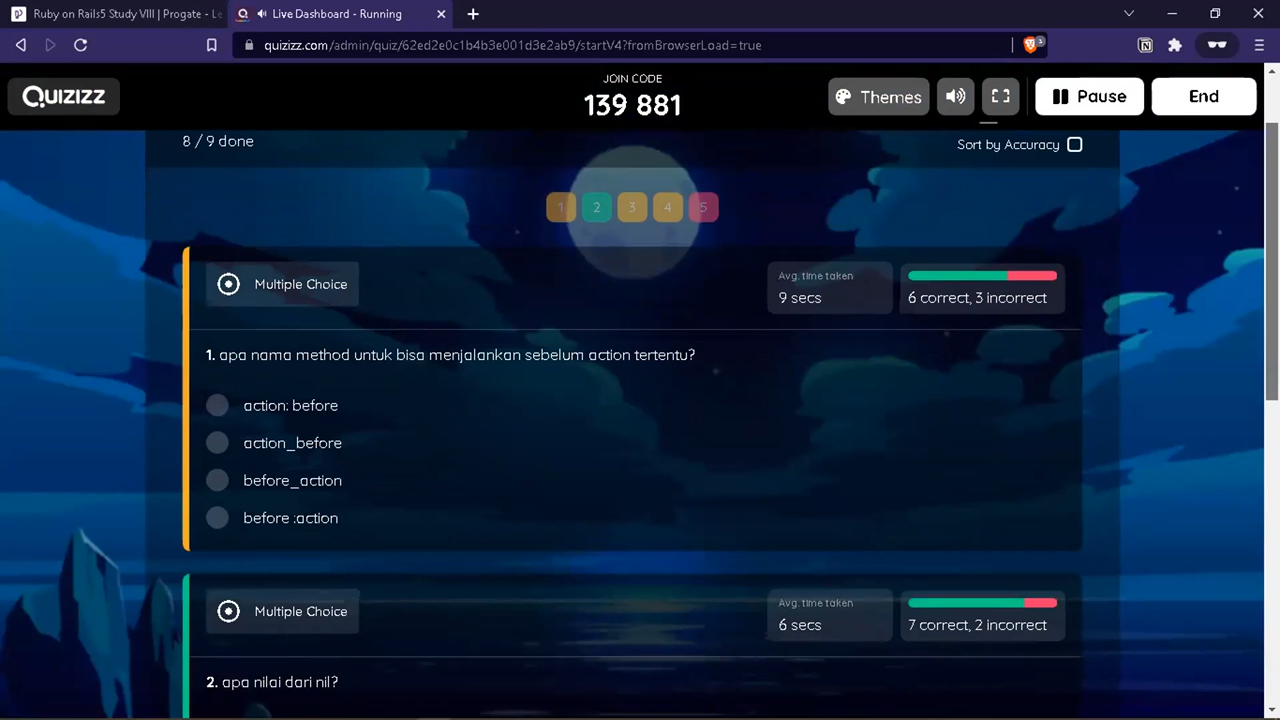 Ruby on Rails5 Study VIII | Progate - Le
Live Dashboard - Running
quizizz.com/admin/quiz/62ed2e0c1b4b3e001d3e2ab9/startV4?fromBrowserLoad=true
Quizizz
JOIN CODE
139 881
Themes
Pause
End
8 / 9 done
Sort by Accuracy
1 2 3 4 5
Multiple Choice
Avg. time taken
9 secs
6 correct, 3 incorrect
1. apa nama method untuk bisa menjalankan sebelum action tertentu?
action: before
action_before
before_action
before :action
Multiple Choice
Avg. time taken
6 secs
7 correct, 2 incorrect
2. apa nilai dari nil?